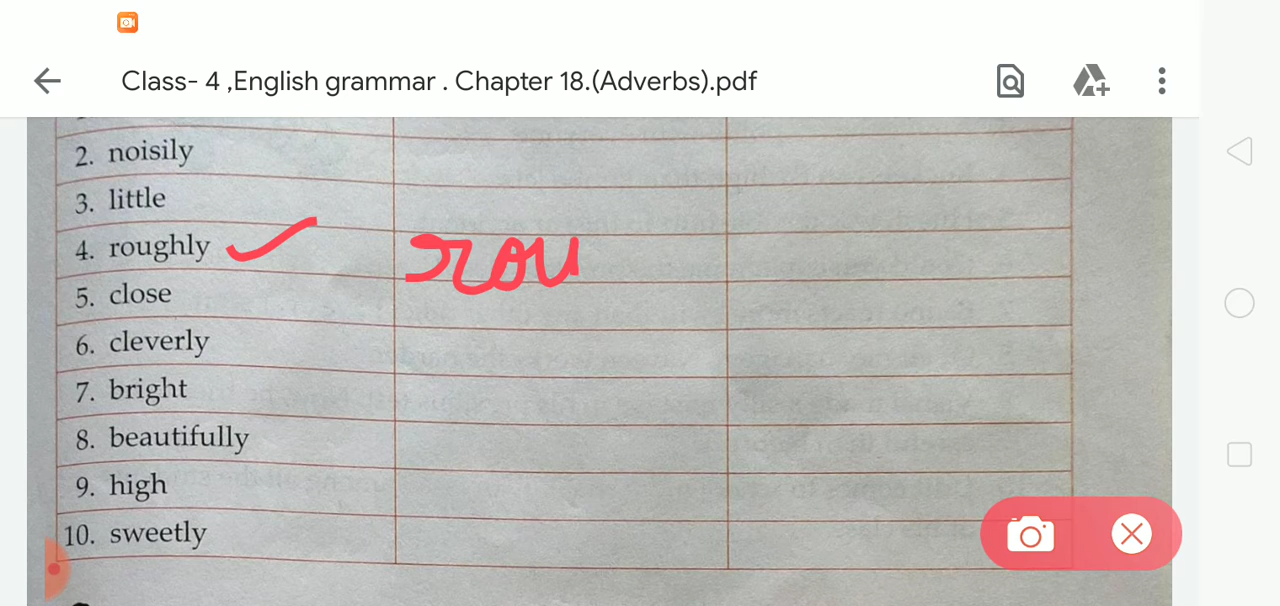 Class- 4 ,English grammar . Chapter 18.(Adverbs).pdf
2. noisily
3. little
4. roughly rou
5. close
6. cleverly
7. bright
8. beautifully
9. high
10. sweetly